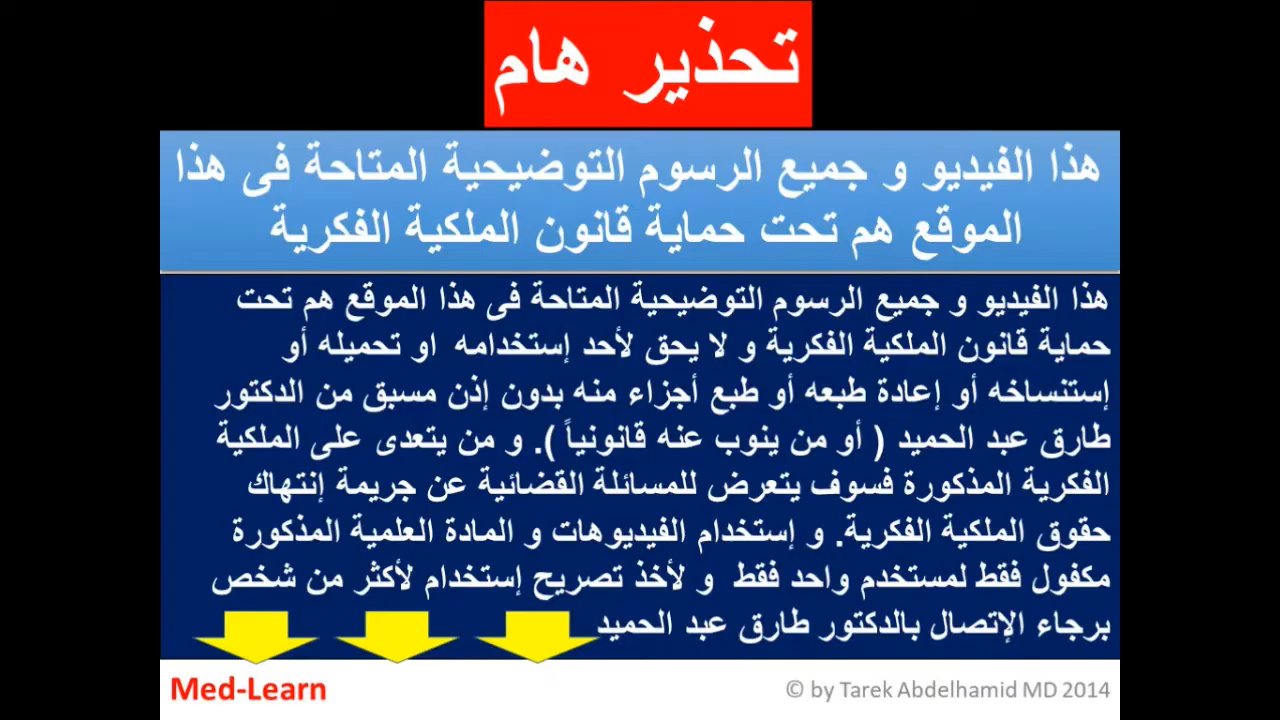 تحذير هام
هذا الفيديو و جميع الرسوم التوضيحية المتاحة فى هذا
الموقع هم تحت حماية قانون الملكية الفكرية
هذا الفيديو و جميع الرسوم التوضيحية المتاحة فى هذا الموقع هم تحت
حماية قانون الملكية الفكرية و لا يحق لأحد إستخدامه او تحميله أو
إستنساخه أو إعادة طبعه أو طبع أجزاء منه بدون إذن مسبق من الدكتور
طارق عبد الحميد ( أو من ينوب عنه قانونياً ). و من يتعدى على الملكية
الفكرية المذكورة فسوف يتعرض للمسائلة القضائية عن جريمة إنتهاك
حقوق الملكية الفكرية. و إستخدام الفيديوهات و المادة العلمية المذكورة
مكفول فقط لمستخدم واحد فقط و لأخذ تصريح إستخدام لأكثر من شخص
برجاء الإتصال بالدكتور طارق عبد الحميد
Med-Learn
© by Tarek Abdelhamid MD 2014